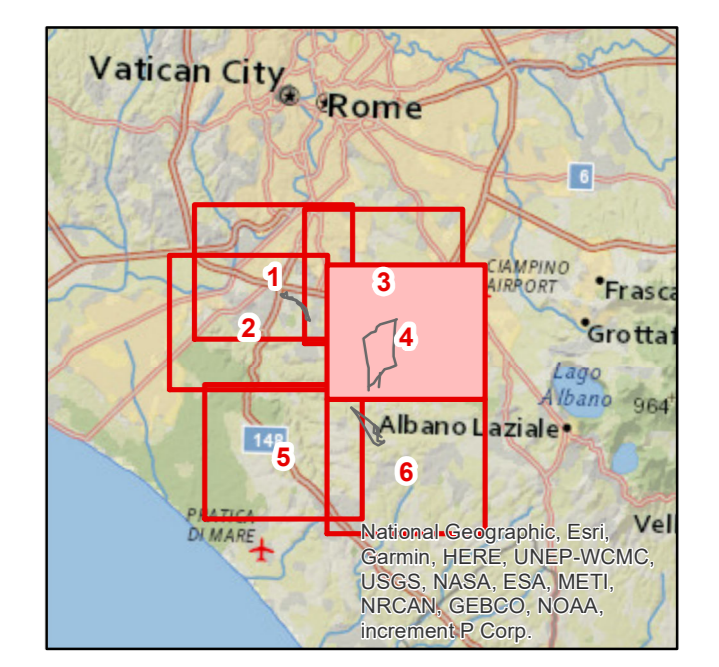 Vatican City
Rome
6
CIAMPINO
AIRPORT
1
3
Frasca
2
4
Grottaf
Lago
Albano
964
Albano Laziale
148
5
6
PRATICA
DI MARE
Vell
National Geographic, Esri,
Garmin, HERE, UNEP-WCMC,
USGS, NASA, ESA, METI,
NRCAN, GEBCO, NOAA,
increment P Corp.